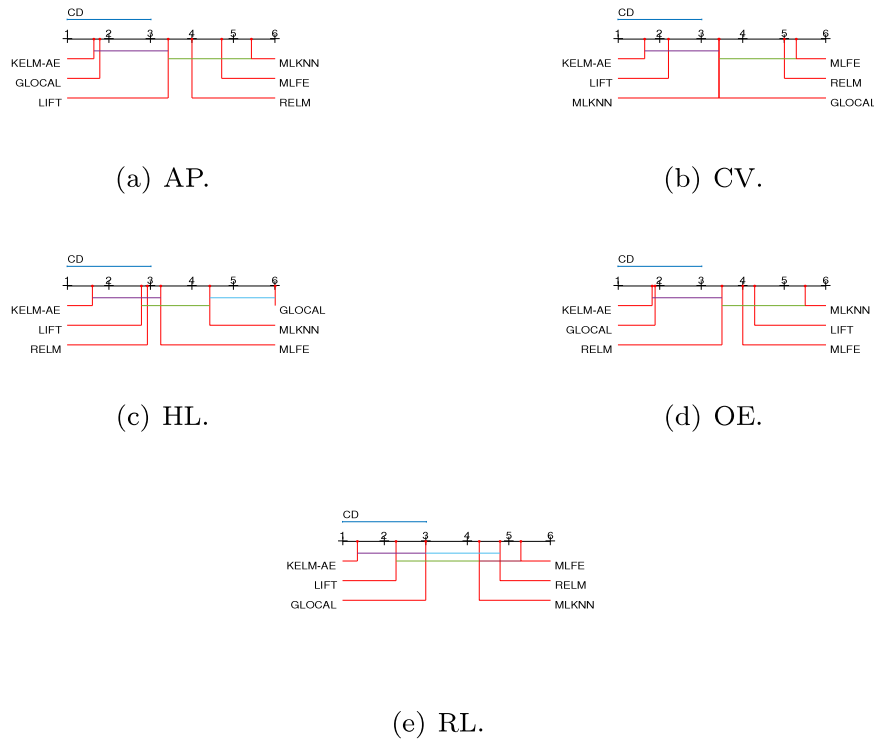 CD
1 2 3 4 5 6
KELM-AE MLKNN
GLOCAL MLFE
LIFT RELM
(a) AP.
CD
1 2 3 4 5 6
KELM-AE MLFE
LIFT RELM
MLKNN GLOCAL
(b) CV.
CD
1 2 3 4 5 6
KELM-AE GLOCAL
LIFT MLKNN
RELM MLFE
(c) HL.
CD
1 2 3 4 5 6
KELM-AE MLKNN
GLOCAL LIFT
RELM MLFE
(d) OE.
CD
1 2 3 4 5 6
KELM-AE MLFE
LIFT RELM
GLOCAL MLKNN
(e) RL.